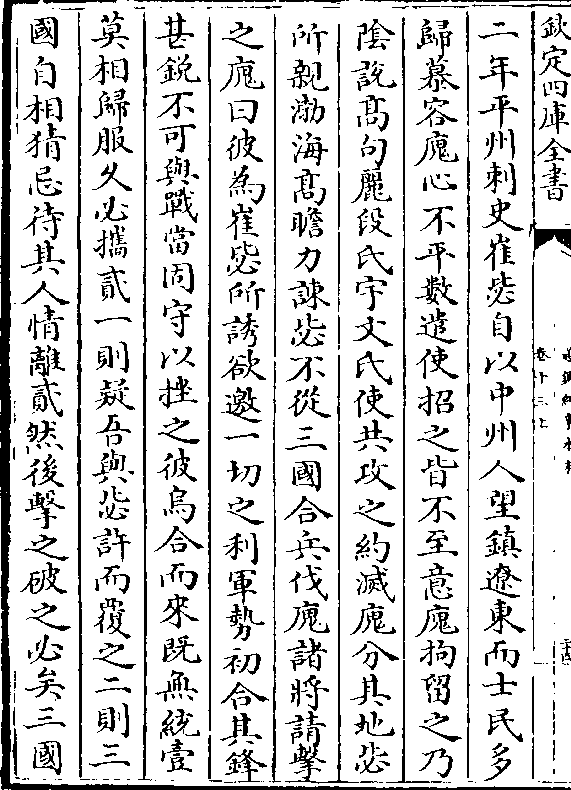 欽定四庫全書
卷十三上
二年平州刺史崔毖自以中州人望鎮遼東而士民多
歸慕容廆心不平數遣使招之皆不至意廆拘留之乃
陰說髙句麗段氏宇文氏使共攻之約滅廆分其地毖
所親渤海髙瞻力諫毖不從三國合兵伐廆諸將請擊
之廆曰彼為崔毖所誘欲邀一切之利軍勢初合其鋒
甚銳不可與戰當固守以挫之彼烏合而來既無統壹
莫相歸服久必攜貳一則疑吾與毖許而覆之二則三
國自相猜忌待其人情離貳然後擊之破之必矣三國